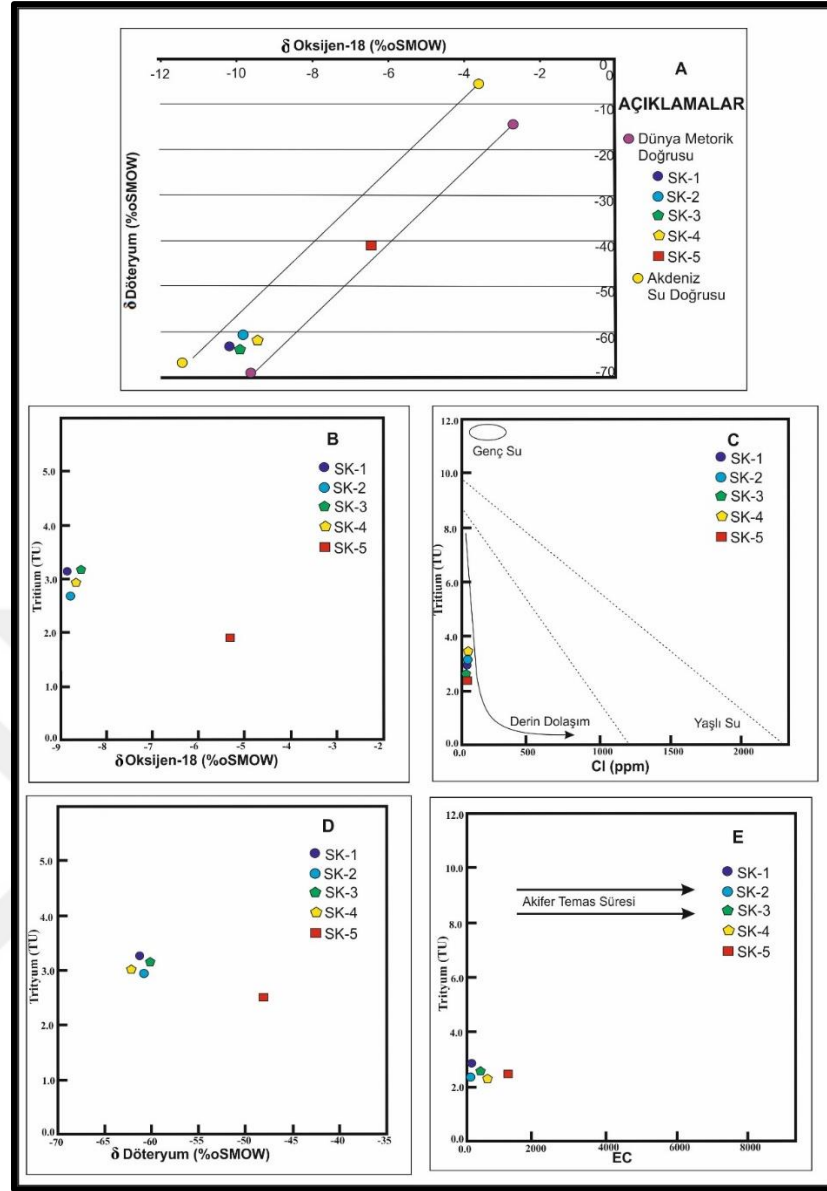 δ Oksijen-18 (%oSMOW)
-12 -10 -8 -6 -4 -2 0
0
-10
-20
-30
-40
-50
-60
-70
δ Döteryum (%oSMOW)
A
AÇIKLAMALAR
Dünya Metorik
Doğrusu
SK-1
SK-2
SK-3
SK-4
SK-5
Akdeniz
Su Doğrusu
B
SK-1
SK-2
SK-3
SK-4
SK-5
Tritium (TU)
5.0
4.0
3.0
2.0
1.0
0.0
-9 -8 -7 -6 -5 -4 -3 -2
δ Oksijen-18 (%oSMOW)
C
Genç Su
SK-1
SK-2
SK-3
SK-4
SK-5
Tritium (TU)
12.0
10.0
8.0
6.0
4.0
2.0
0.0
Derin Dolaşım
Yaşlı Su
500 1000 1500 2000
Cl (ppm)
D
SK-1
SK-2
SK-3
SK-4
SK-5
Trityum (TU)
5.0
4.0
3.0
2.0
1.0
0.0
-70 -65 -60 -55 -50 -45 -40 -35
δ Döteryum (%oSMOW)
E
Akifer Temas Süresi
SK-1
SK-2
SK-3
SK-4
SK-5
Trityum (TU)
12.0
10.0
8.0
6.0
4.0
2.0
0.0
2000 4000 6000 8000
EC